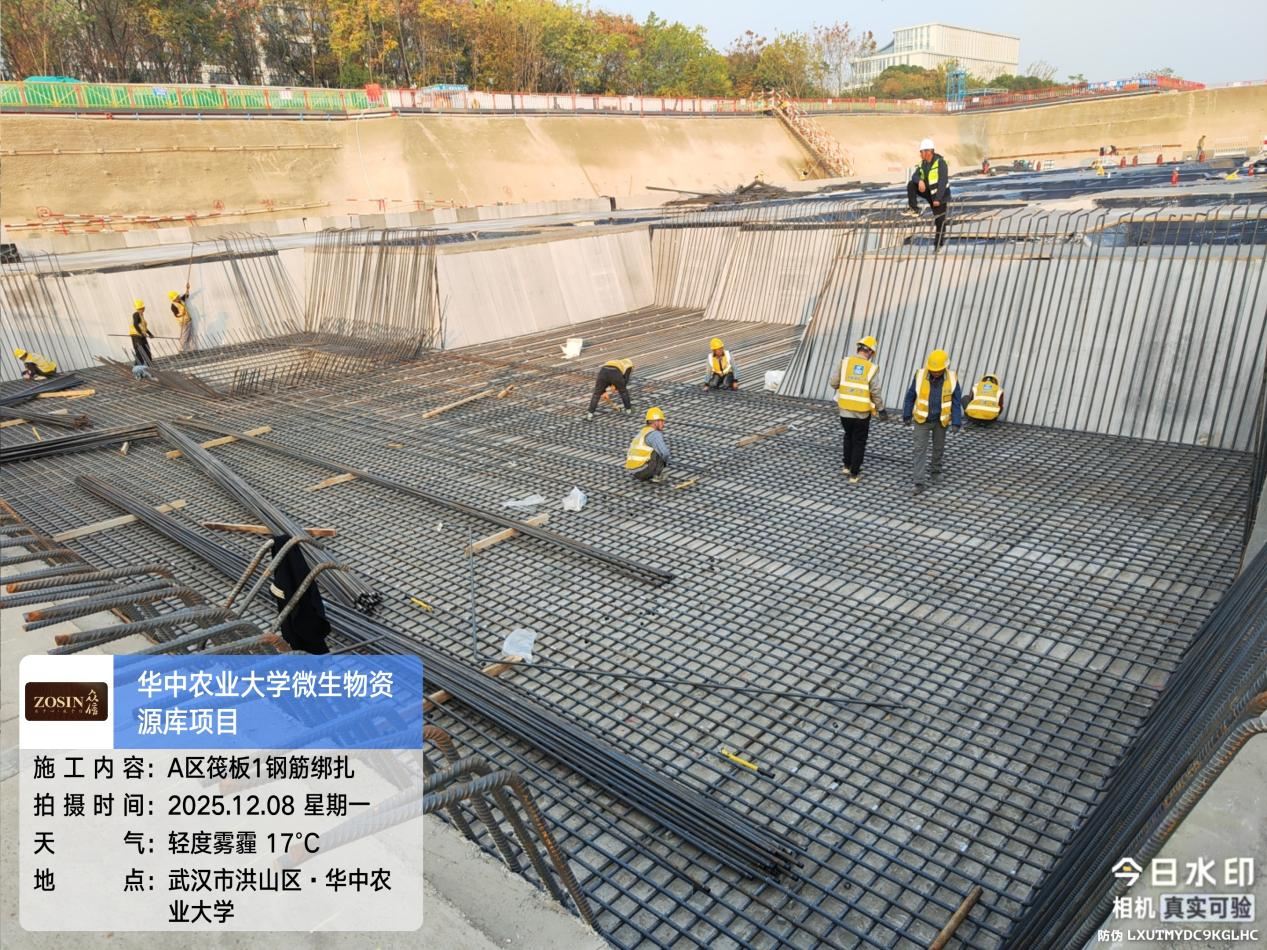 ZOSIN 众信
华中农业大学微生物资
源库项目
施工内容：A区筏板1钢筋绑扎
拍摄时间：2025.12.08 星期一
天气：轻度雾霾 17°C
地点：武汉市洪山区·华中农
业大学
今日水印
相机 真实可验
防伪 LXUTMYDC9KGLHC